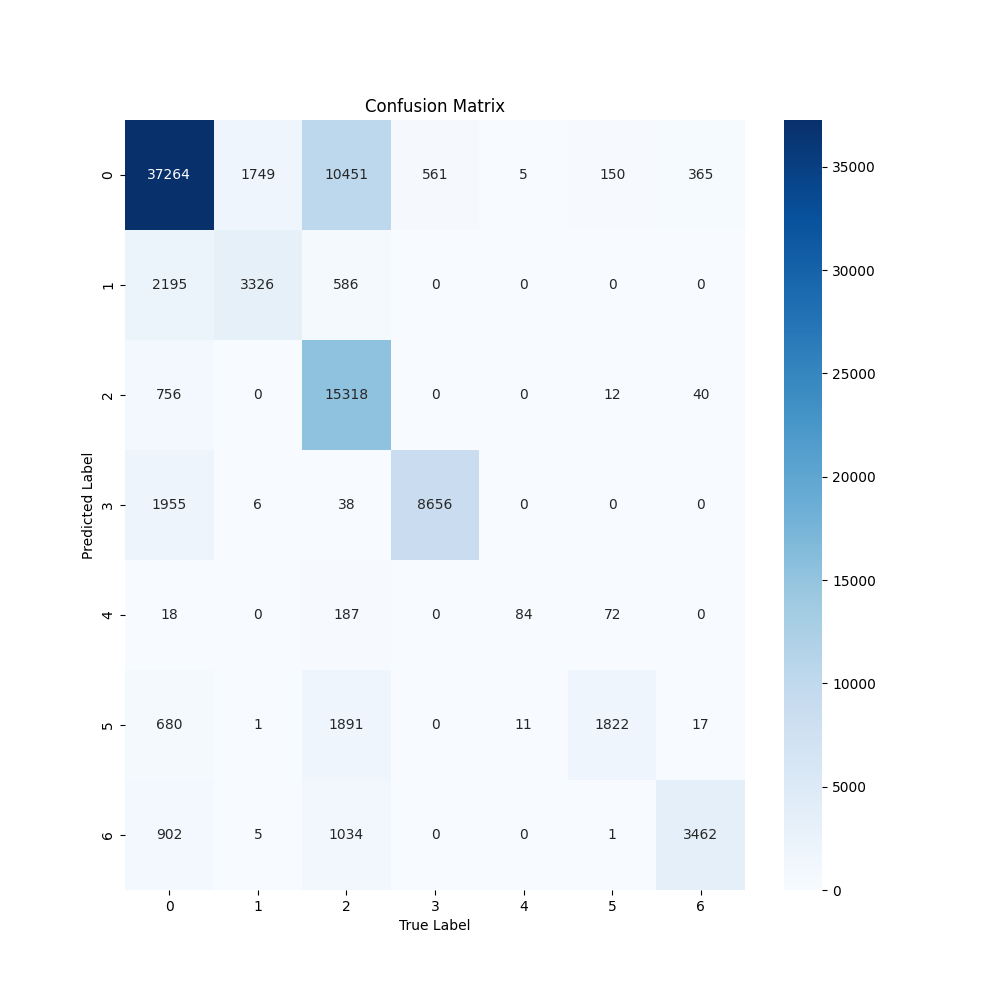 Confusion Matrix
0 37264 1749 10451 561 5 150 365
1 2195 3326 586 0 0 0 0
2 756 0 15318 0 0 12 40
3 1955 6 38 8656 0 0 0
4 18 0 187 0 84 72 0
5 680 1 1891 0 11 1822 17
6 902 5 1034 0 0 1 3462
0 1 2 3 4 5 6
True Label
Predicted Label
35000
30000
25000
20000
15000
10000
5000
0